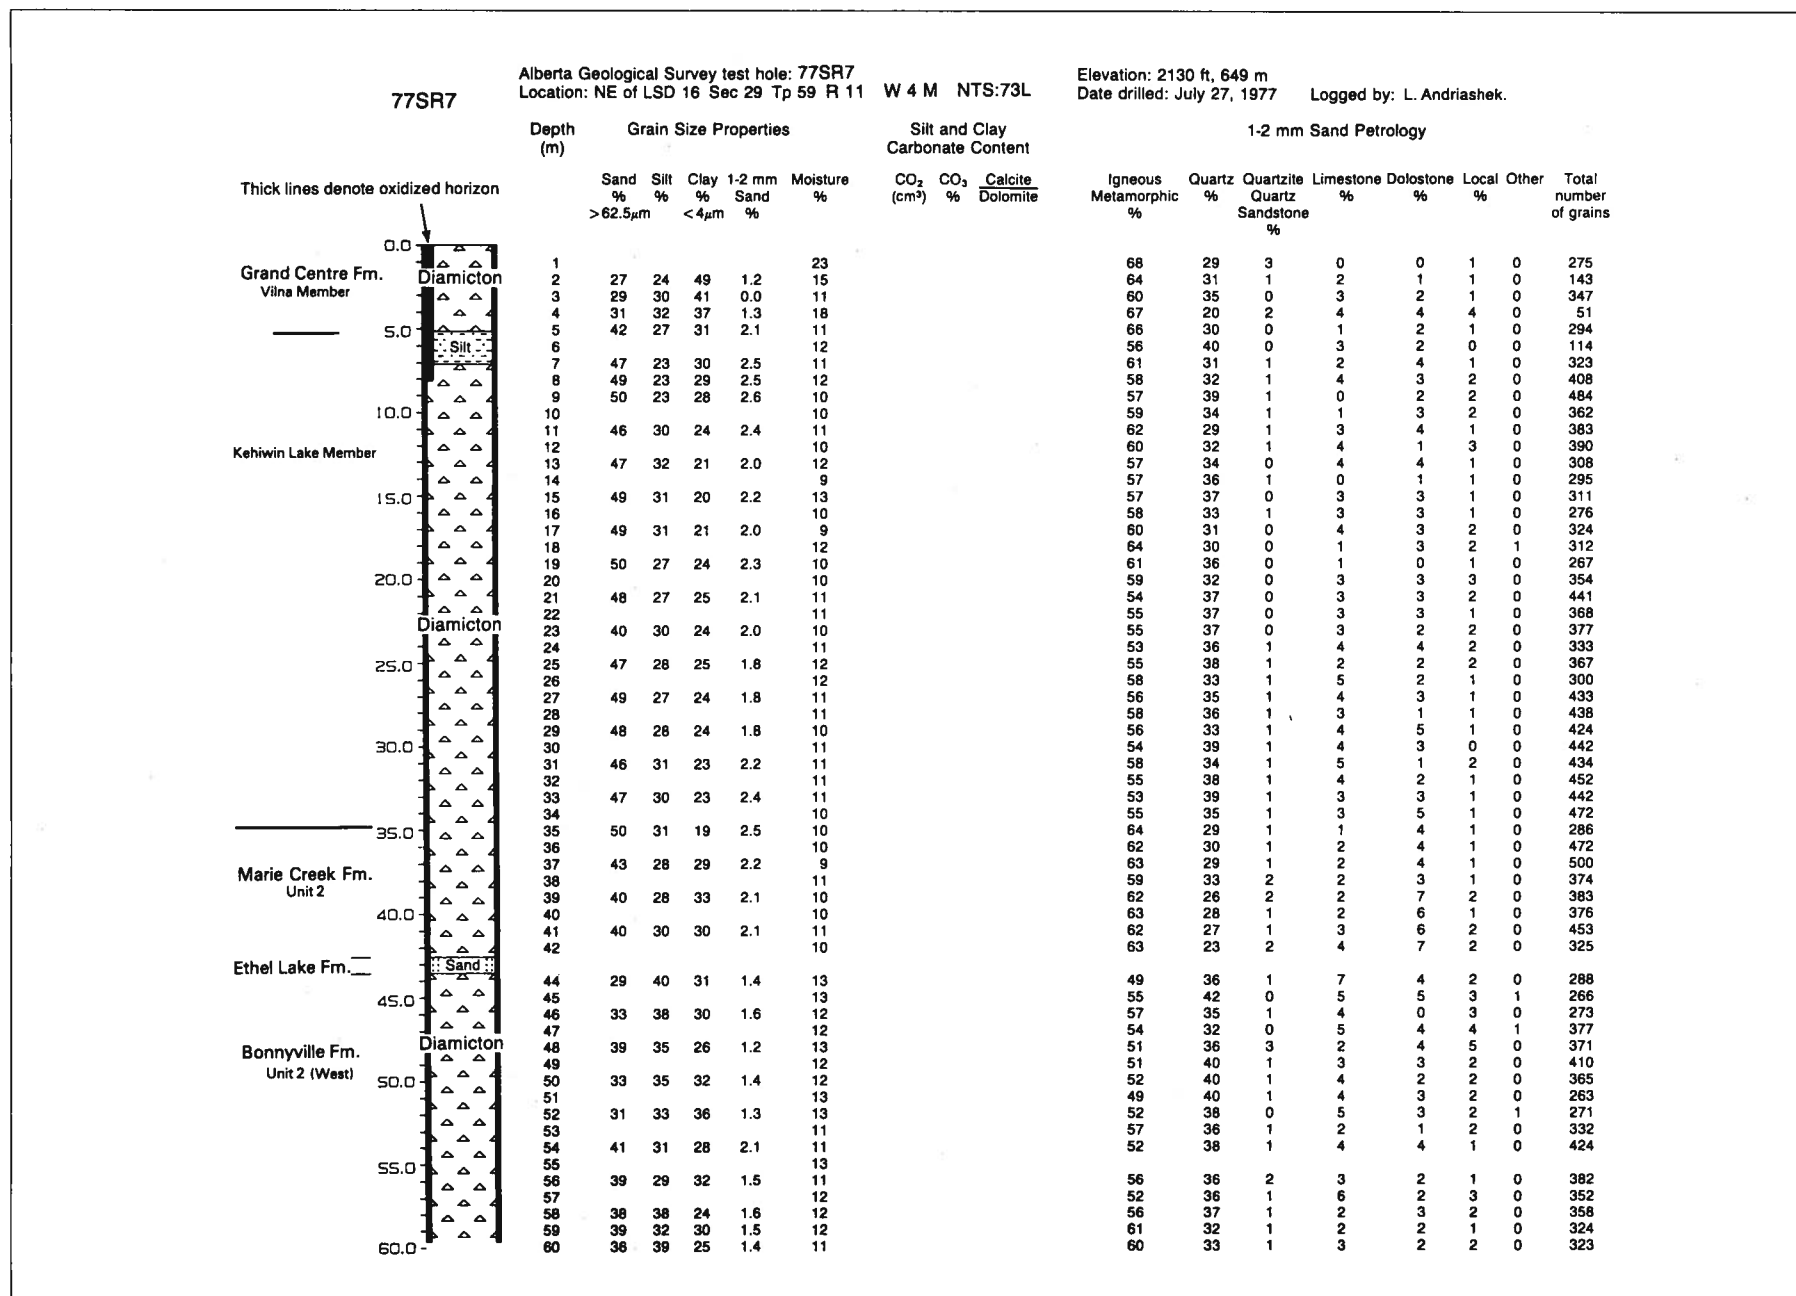 Alberta Geological Survey test hole: 77SR7 Elevation: 2130 ft, 649 m
77SR7 Location: NE of LSD 16 Sec 29 Tp 59 R 11 W 4 M NTS:73L Date drilled: July 27, 1977 Logged by: L. Andriashek.
Depth Grain Size Properties Silt and Clay 1-2 mm Sand Petrology
(m) Carbonate Content
Thick lines denote oxidized horizon
Sand Silt Clay 1-2 mm Moisture CO₂ CO₃ Calcite Igneous Quartz Quartzite Limestone Dolostone Local Other Total
% % % Sand % (cm³) % Dolomite Metamorphic % Quartz % % % number
>62.5μm <4μm % % Sandstone of grains
%
0.0
1 23 68 29 3 0 0 1 0 275
Grand Centre Fm. Diamicton 2 27 24 49 1.2 15 64 31 1 2 1 1 0 143
Vilna Member 3 29 30 41 0.0 11 60 35 0 3 2 1 0 347
4 31 32 37 1.3 18 67 20 2 4 4 4 0 51
5.0 5 42 27 31 2.1 11 66 30 0 1 2 1 0 294
Silt 6 12 56 40 0 3 2 0 0 114
7 47 23 30 2.5 11 61 31 1 2 4 1 0 323
8 49 23 29 2.5 12 58 32 1 4 3 2 0 408
9 50 23 28 2.6 10 57 39 1 0 2 2 0 484
10.0 10 10 59 34 1 1 3 2 0 362
11 46 30 24 2.4 11 62 29 1 3 4 1 0 383
Kehiwin Lake Member 12 10 60 32 1 4 1 3 0 390
13 47 32 21 2.0 12 57 34 0 4 4 1 0 308
14 9 57 36 1 0 1 1 0 295
15.0 15 49 31 20 2.2 13 57 37 0 3 3 1 0 311
16 10 58 33 1 3 3 1 0 276
17 49 31 21 2.0 9 60 31 0 4 3 2 0 324
18 12 64 30 0 1 3 2 1 312
19 50 27 24 2.3 10 61 36 0 1 0 1 0 267
20.0 20 10 59 32 0 3 3 3 0 354
21 48 27 25 2.1 11 54 37 0 3 3 2 0 441
22 11 55 37 0 3 3 1 0 368
Diamicton 23 40 30 24 2.0 10 55 37 0 3 2 2 0 377
24 11 53 36 1 4 4 2 0 333
25.0 25 47 28 25 1.8 12 55 38 1 2 2 2 0 367
26 12 58 33 1 5 2 1 0 300
27 49 27 24 1.8 11 56 35 1 4 3 1 0 433
28 11 58 36 1 3 1 1 0 438
29 48 28 24 1.8 10 56 33 1 4 5 1 0 424
30.0 30 11 54 39 1 4 3 0 0 442
31 46 31 23 2.2 11 58 34 1 5 1 2 0 434
32 11 55 38 1 4 2 1 0 452
33 47 30 23 2.4 11 53 39 1 3 3 1 0 442
34 10 55 35 1 3 5 1 0 472
35.0 35 50 31 19 2.5 10 64 29 1 1 4 1 0 286
36 10 62 30 1 2 4 1 0 472
37 43 28 29 2.2 9 63 29 1 2 4 1 0 500
Marie Creek Fm. 38 11 59 33 2 2 3 1 0 374
Unit 2 39 40 28 33 2.1 10 62 26 2 2 7 2 0 383
40.0 40 10 63 28 1 2 6 1 0 376
41 40 30 30 2.1 11 62 27 1 3 6 2 0 453
42 10 63 23 2 4 7 2 0 325
Ethel Lake Fm. Sand
44 29 40 31 1.4 13 49 36 1 7 4 2 0 288
45.0 45 13 55 42 0 5 5 3 1 266
46 33 38 30 1.6 12 57 35 1 4 0 3 0 273
47 12 54 32 0 5 4 4 1 377
Bonnyville Fm. Diamicton 48 39 35 26 1.2 13 51 36 3 2 4 5 0 371
49 12 51 40 1 3 3 2 0 410
Unit 2 (West) 50.0 50 33 35 32 1.4 12 52 40 1 4 2 2 0 365
51 13 49 40 1 4 3 2 0 263
52 31 33 36 1.3 13 52 38 0 5 3 2 1 271
53 11 57 36 1 2 1 2 0 332
54 41 31 28 2.1 11 52 38 1 4 4 1 0 424
55.0 55 13
56 39 29 32 1.5 11 56 36 2 3 2 1 0 382
57 12 52 36 1 6 2 3 0 352
58 38 38 24 1.6 12 56 37 1 2 3 2 0 358
59 39 32 30 1.5 12 61 32 1 2 2 1 0 324
60.0 60 36 39 25 1.4 11 60 33 1 3 2 2 0 323